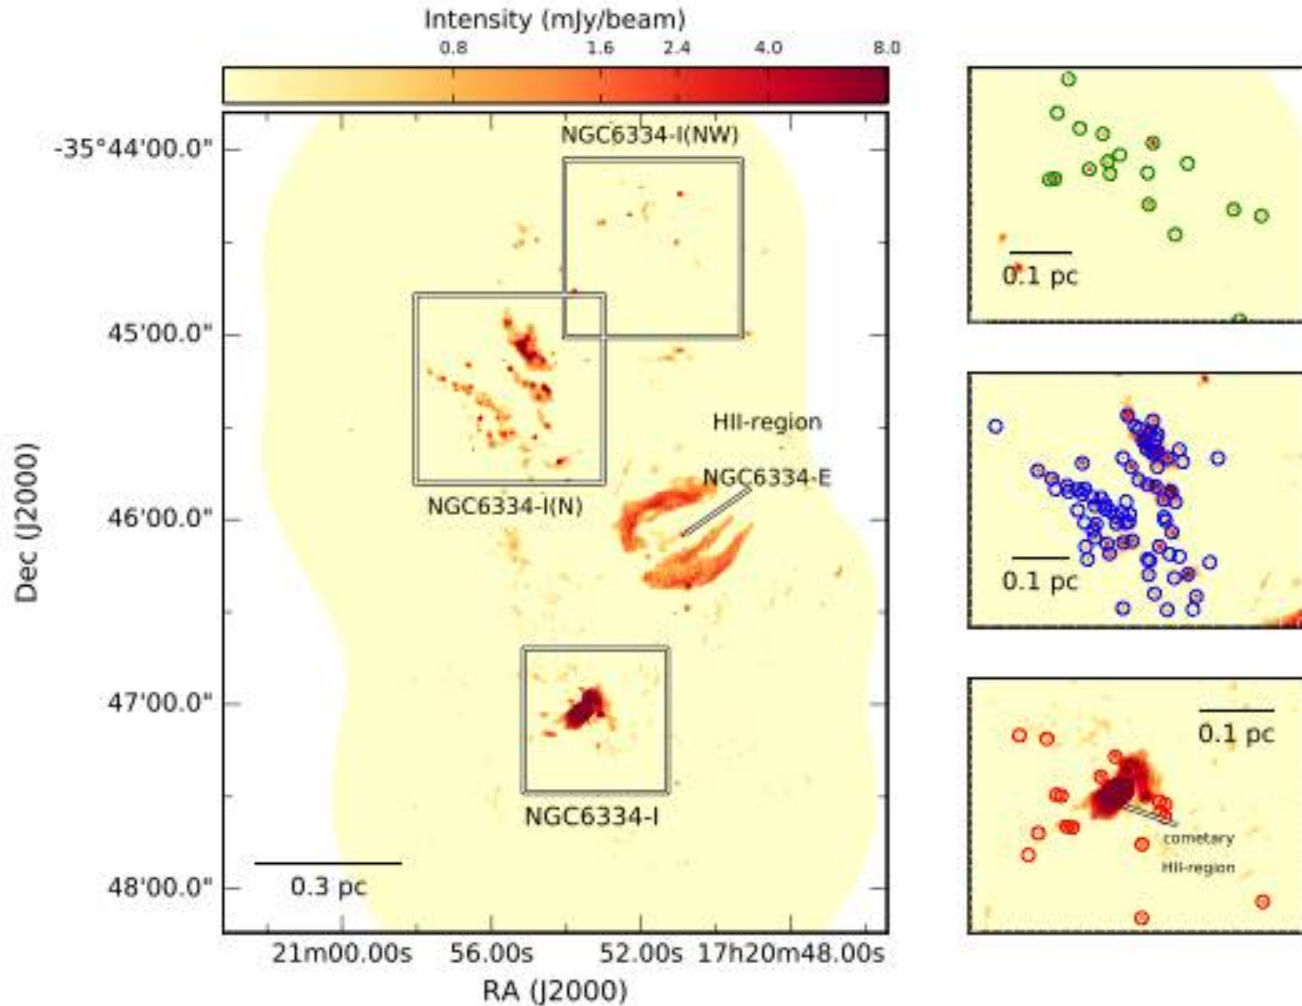 Intensity (mJy/beam)
0.8 1.6 2.4 4.0 8.0
NGC6334-I(NW)
-35°44'00.0"
45'00.0"
46'00.0"
47'00.0"
48'00.0"
Dec (J2000)
HII-region
NGC6334-E
NGC6334-I(N)
NGC6334-I
0.3 pc
21m00.00s 56.00s 52.00s 17h20m48.00s
RA (J2000)
0.1 pc
0.1 pc
0.1 pc
cometary
HII-region